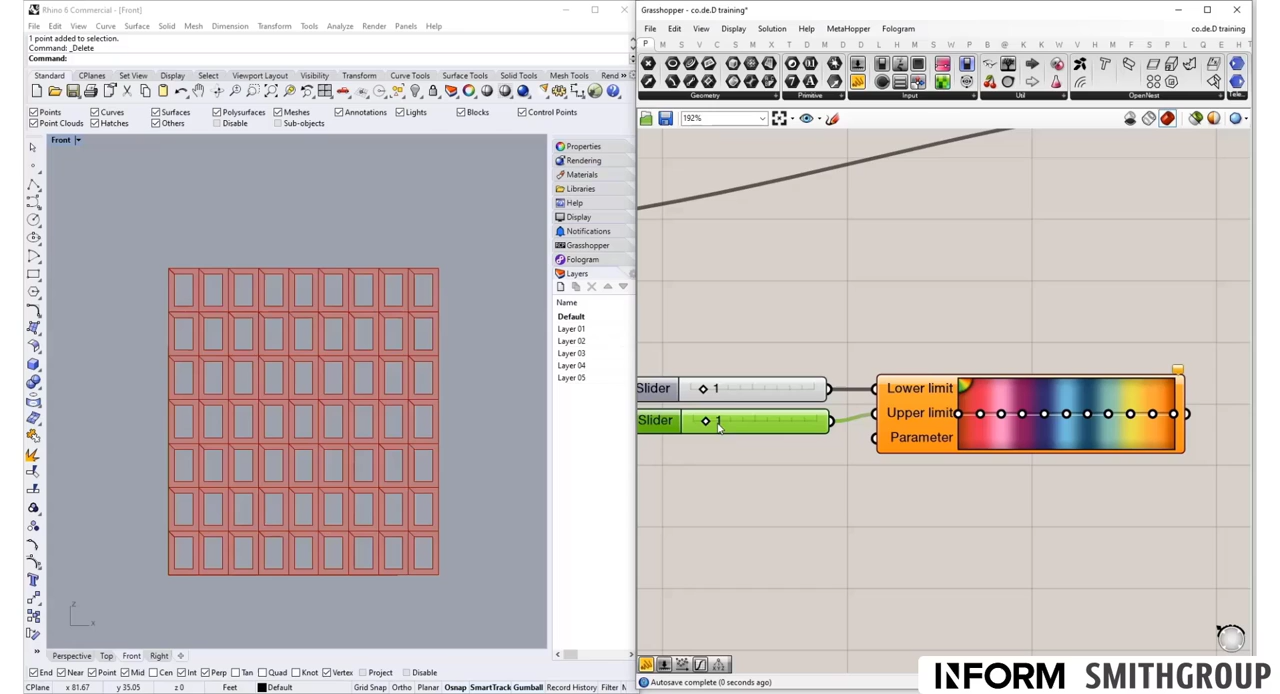 Rhino 6 Commercial - [Front]
File Edit View Curve Surface Solid Mesh Dimension Transform Tools Analyze Render Panels Help
1 point added to selection.
Command: _Delete
Command:
Standard CPlanes Set View Display Select Viewport Layout Visibility Transform Curve Tools Surface Tools Solid Tools Mesh Tools Rend »
Points Curves Surfaces Polysurfaces Meshes Annotations Lights Blocks Control Points
Point Clouds Hatches Others Disable Sub-objects
Front
Properties
Rendering
Materials
Libraries
Help
Display
Notifications
Grasshopper
Fologram
Layers
Name
Default
Layer 01
Layer 02
Layer 03
Layer 04
Layer 05
z
x
Perspective Top Front Right
End Near Point Mid Cen Int Perp Tan Quad Knot Vertex Project Disable
CPlane x 81.67 y 35.05 z 0 Feet Default Grid Snap Ortho Planar Osnap SmartTrack Gumball Record History Filter
Grasshopper - co.de.D training*
File Edit View Display Solution Help MetaHopper Fologram co.de.D training
P M S V C M S I D D M D A D L H P L S W P B @ S K K W V C D E M F S B C H K E H T
Geometry Primitive Input Util OpenNest Tele...
192%
Slider 1
Slider 1
Lower limit
Upper limit
Parameter
Autosave complete (0 seconds ago)
INFORM SMITHGROUP